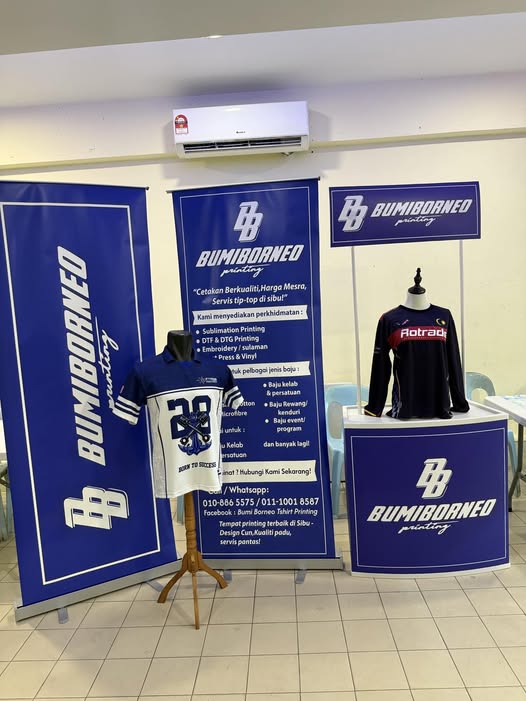 BB
BUMIBORNEO
printing
BB
BUMIBORNEO
printing
"Cetakan Berkualiti,Harga Mesra,
Servis tip-top di sibu!"
Kami menyediakan perkhidmatan :
Sublimation Printing
DTF & DTG Printing
Embroidery / sulaman
Press & Vinyl
untuk pelbagai jenis baju :
Baju kelab
& persatuan
Baju Rewang/
kenduri
Baju event/
program
untuk :
Kelab
dan banyak lagi!
? Hubungi Kami Sekarang!
/ Whatsapp:
010-886 5575 / 011-1001 8587
Facebook : Bumi Borneo Tshirt Printing
Tempat printing terbaik di Sibu -
Design Cun,Kualiti padu,
servis pantas!
BB
BUMIBORNEO
printing
Rotrade
BB
BUMIBORNEO
printing
28
BORN TO SUCCESS